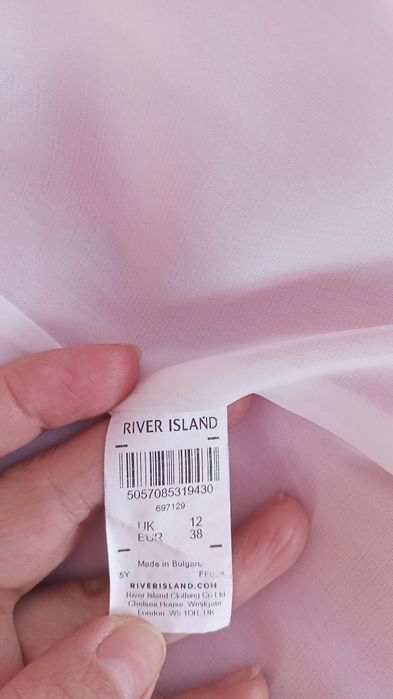 RIVER ISLAND
5057085319430
697129
UK 12
EUR 38
Made in Bulgaria
5Y
RIVERISLAND.COM
River Island Clothing Co Ltd
Chelsea House, Westgate
London W5 1DR, UK